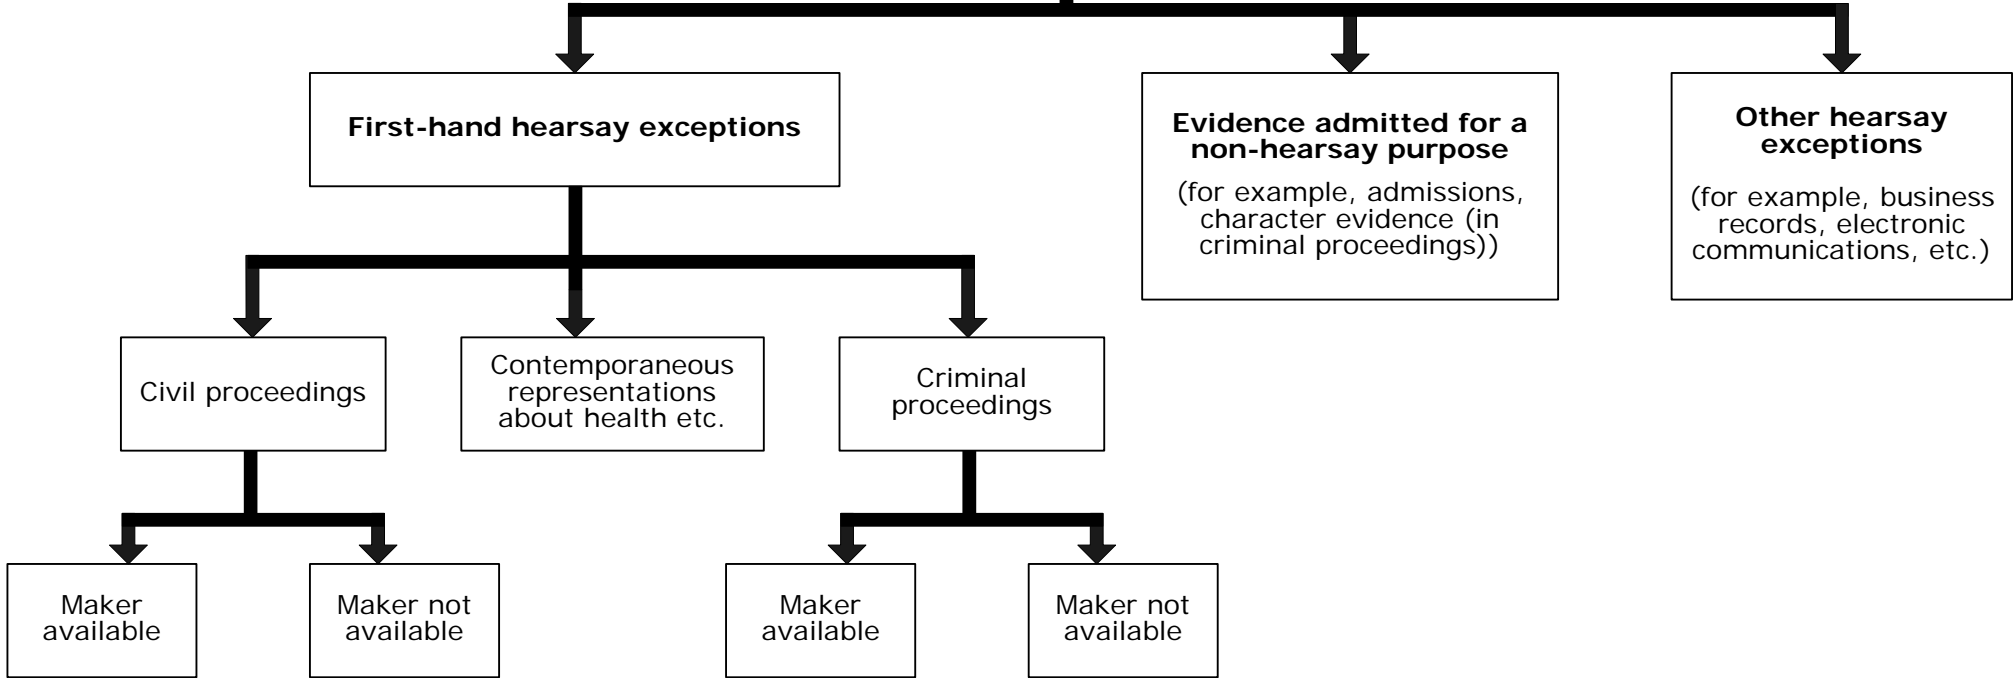 First-hand hearsay exceptions
Evidence admitted for a
non-hearsay purpose
(for example, admissions,
character evidence (in
criminal proceedings))
Other hearsay
exceptions
(for example, business
records, electronic
communications, etc.)
Civil proceedings
Contemporaneous
representations
about health etc.
Criminal
proceedings
Maker
available
Maker not
available
Maker
available
Maker not
available